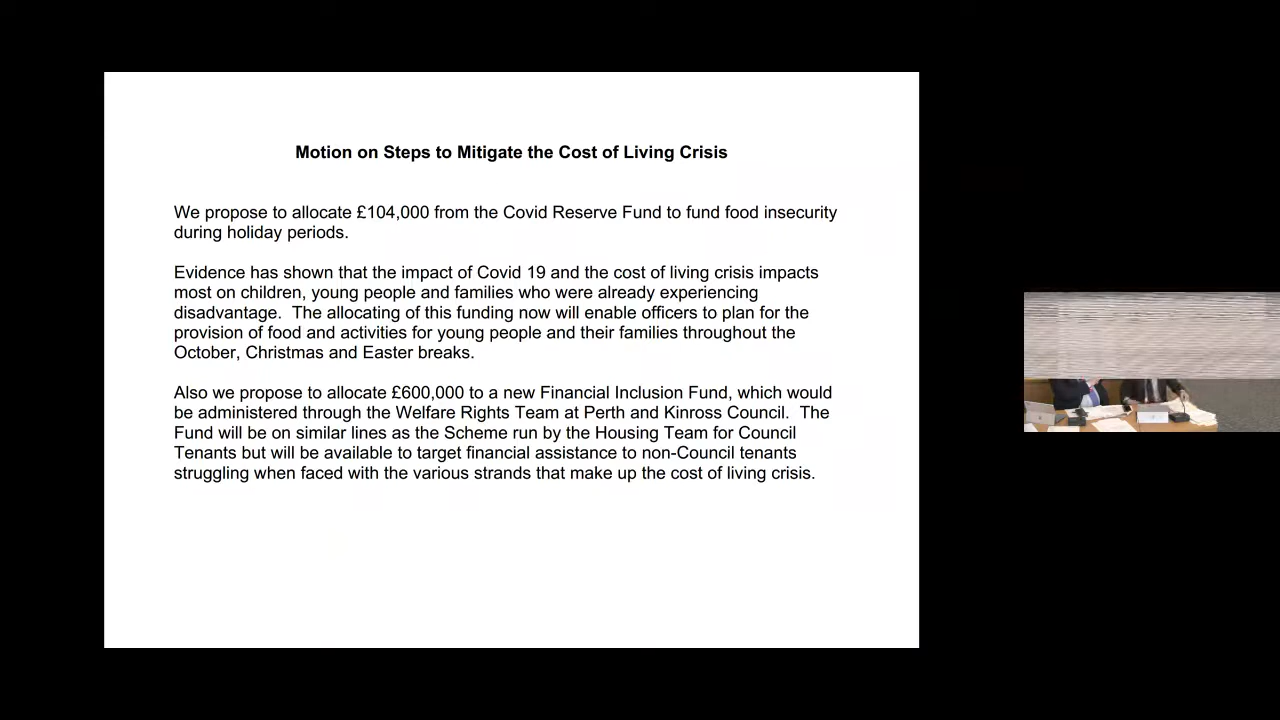 Motion on Steps to Mitigate the Cost of Living Crisis
We propose to allocate £104,000 from the Covid Reserve Fund to fund food insecurity
during holiday periods.
Evidence has shown that the impact of Covid 19 and the cost of living crisis impacts
most on children, young people and families who were already experiencing
disadvantage.  The allocating of this funding now will enable officers to plan for the
provision of food and activities for young people and their families throughout the
October, Christmas and Easter breaks.
Also we propose to allocate £600,000 to a new Financial Inclusion Fund, which would
be administered through the Welfare Rights Team at Perth and Kinross Council.  The
Fund will be on similar lines as the Scheme run by the Housing Team for Council
Tenants but will be available to target financial assistance to non-Council tenants
struggling when faced with the various strands that make up the cost of living crisis.